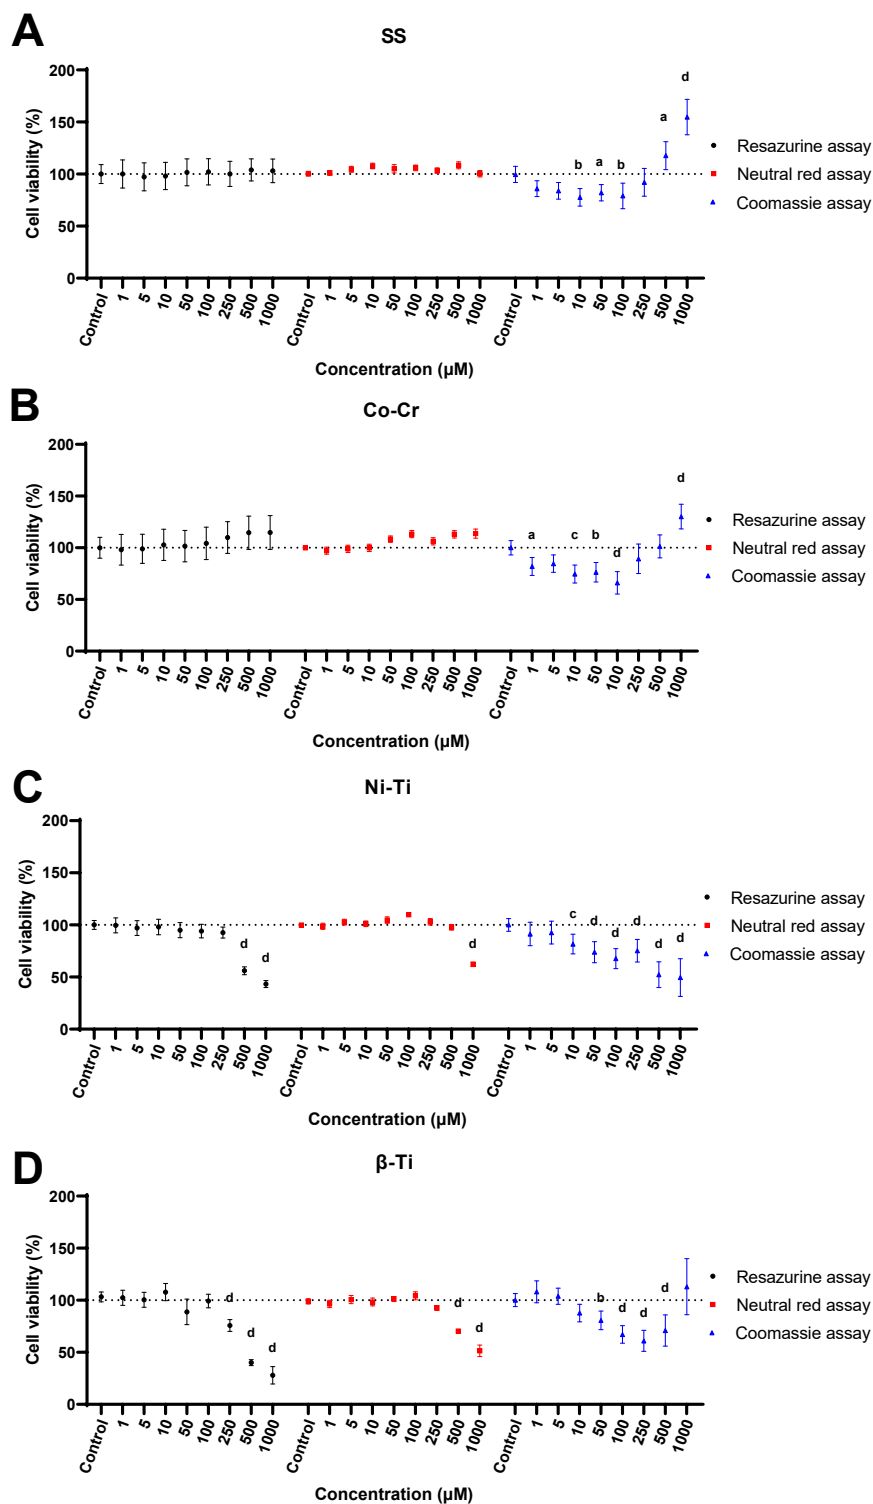 A
SS
200
150
100
50
0
Cell viability (%)
b a b a d
Resazurine assay
Neutral red assay
Coomassie assay
Control 1 5 10 50 100 250 500 1000 Control 1 5 10 50 100 250 500 1000 Control 1 5 10 50 100 250 500 1000
Concentration (µM)
B
Co-Cr
200
150
100
50
0
Cell viability (%)
a c b d d
Resazurine assay
Neutral red assay
Coomassie assay
Control 1 5 10 50 100 250 500 1000 Control 1 5 10 50 100 250 500 1000 Control 1 5 10 50 100 250 500 1000
Concentration (µM)
C
Ni-Ti
200
150
100
50
0
Cell viability (%)
d d d c d d d d d
Resazurine assay
Neutral red assay
Coomassie assay
Control 1 5 10 50 100 250 500 1000 Control 1 5 10 50 100 250 500 1000 Control 1 5 10 50 100 250 500 1000
Concentration (µM)
D
β-Ti
200
150
100
50
0
Cell viability (%)
d d d d d b d d d
Resazurine assay
Neutral red assay
Coomassie assay
Control 1 5 10 50 100 250 500 1000 Control 1 5 10 50 100 250 500 1000 Control 1 5 10 50 100 250 500 1000
Concentration (µM)